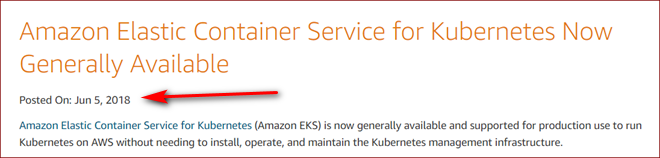 Amazon Elastic Container Service for Kubernetes Now
Generally Available
Posted On: Jun 5, 2018
Amazon Elastic Container Service for Kubernetes (Amazon EKS) is now generally available and supported for production use to run
Kubernetes on AWS without needing to install, operate, and maintain the Kubernetes management infrastructure.